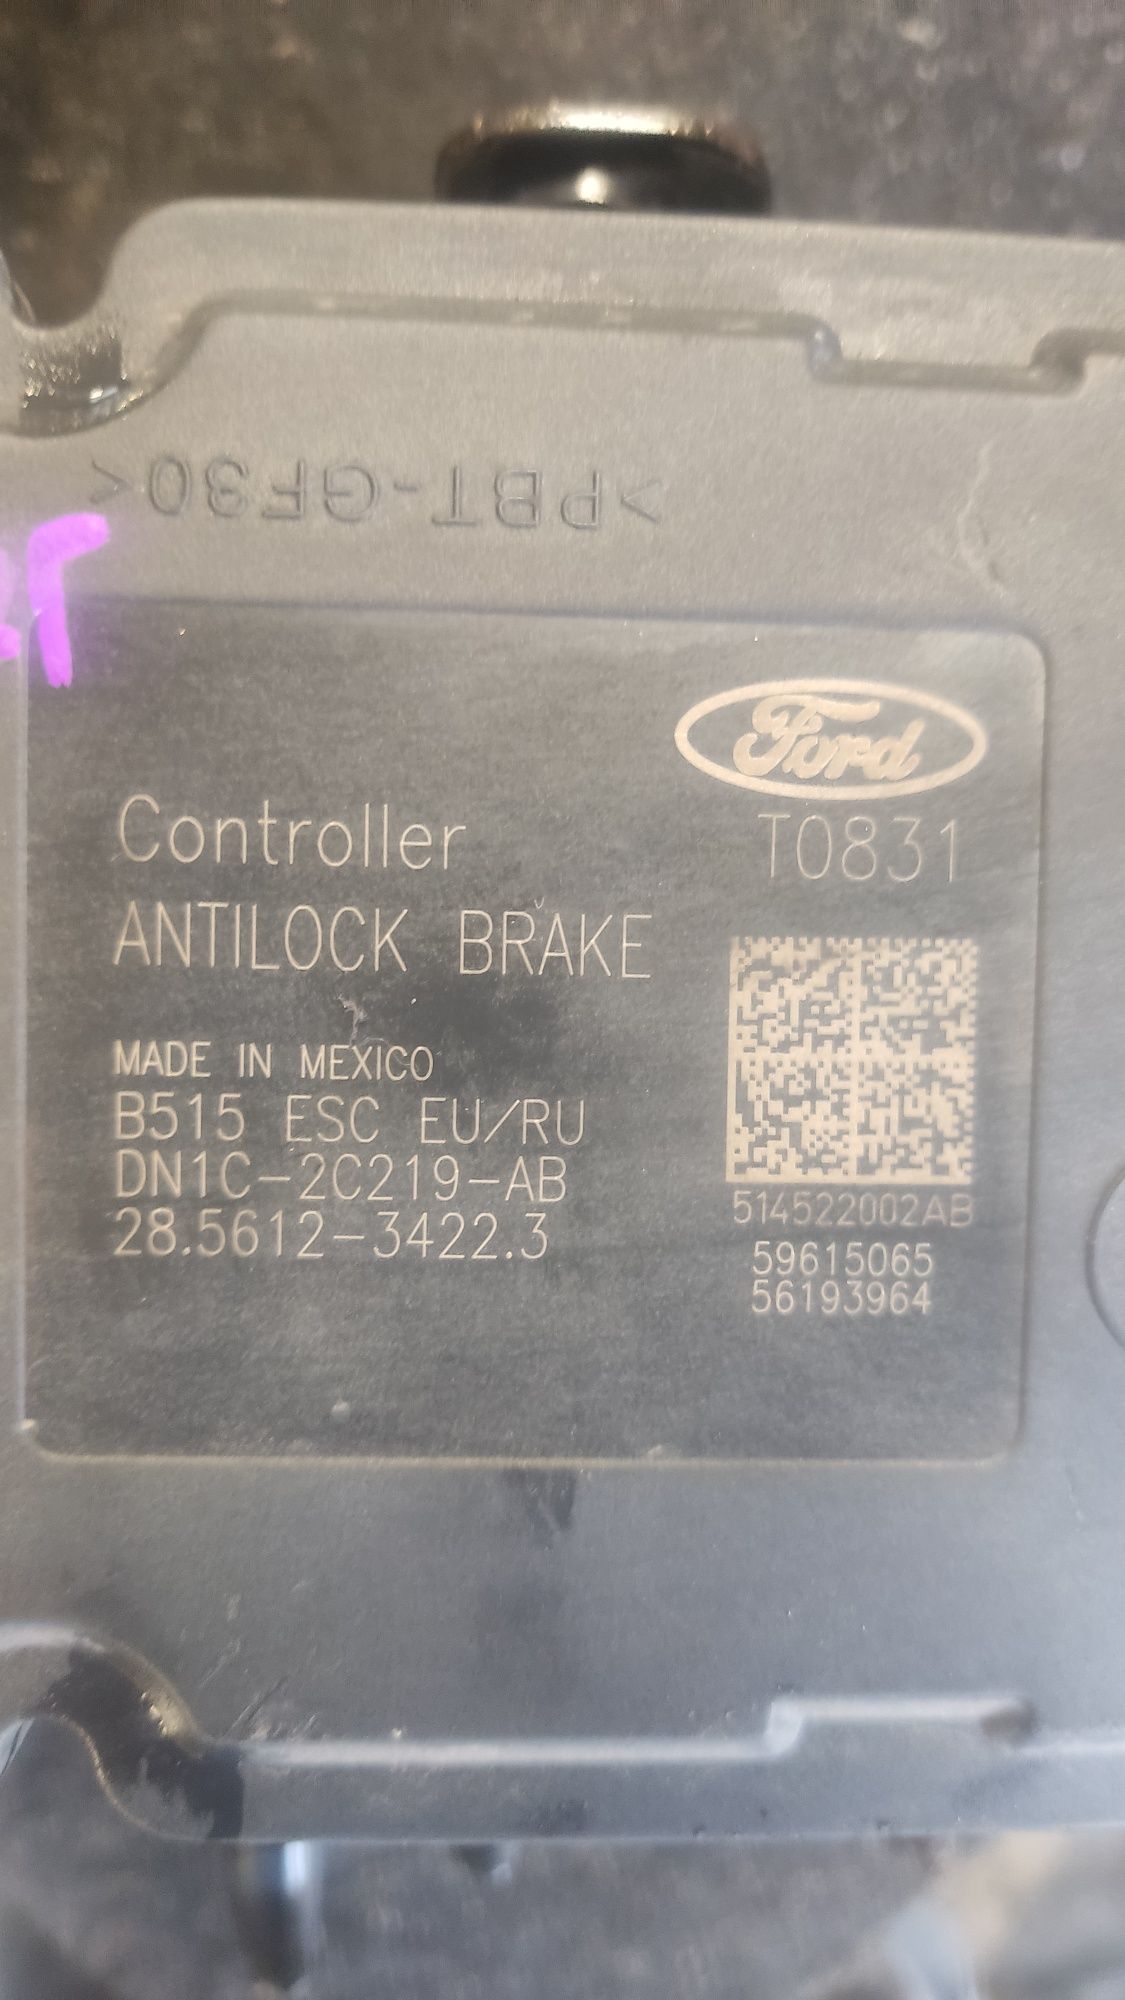 >PBT-GF30<
Ford
Controller
T0831
ANTILOCK BRAKE
MADE IN MEXICO
B515 ESC EU/RU
DN1C-2C219-AB
28.5612-3422.3
514522002AB
59615065
56193964